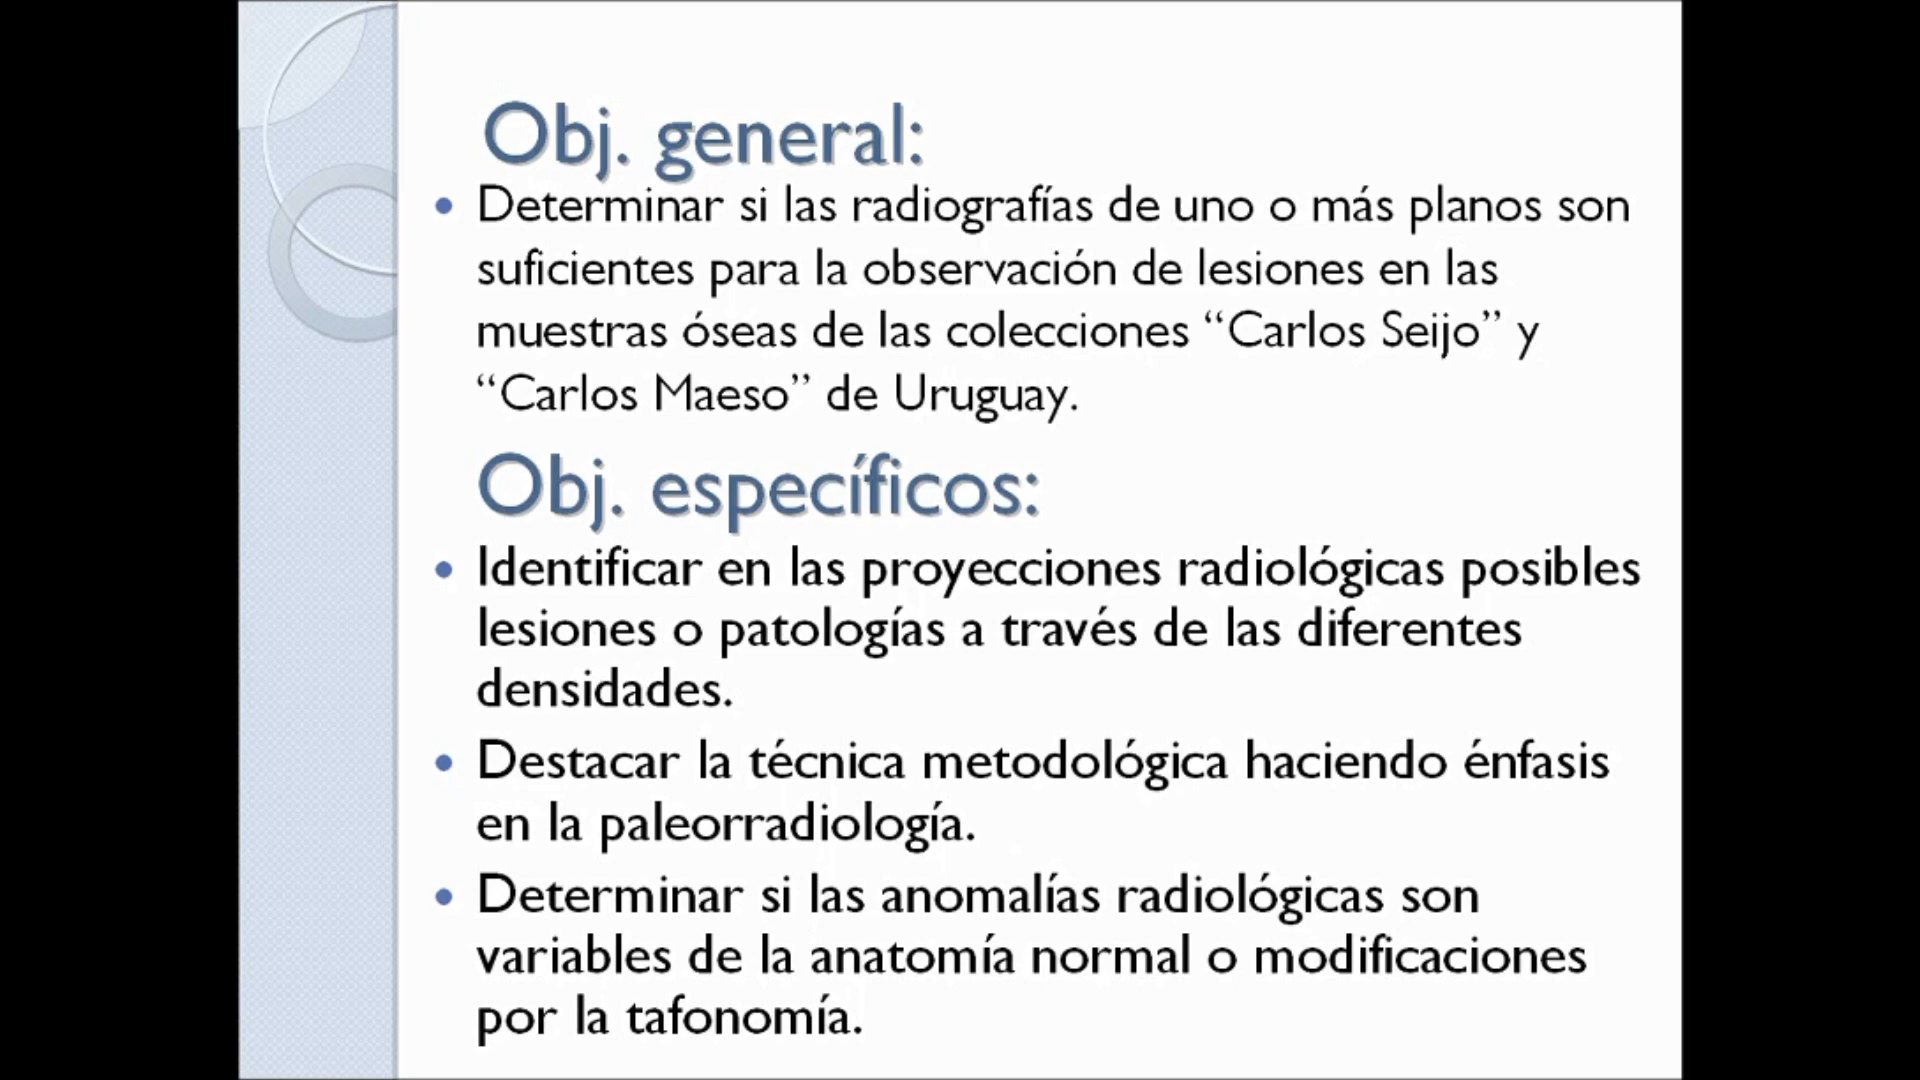 Obj. general:
• Determinar si las radiografías de uno o más planos son
suficientes para la observación de lesiones en las
muestras óseas de las colecciones “Carlos Seijo” y
“Carlos Maeso” de Uruguay.
Obj. específicos:
• Identificar en las proyecciones radiológicas posibles
lesiones o patologías a través de las diferentes
densidades.
• Destacar la técnica metodológica haciendo énfasis
en la paleorradiología.
• Determinar si las anomalías radiológicas son
variables de la anatomía normal o modificaciones
por la tafonomía.